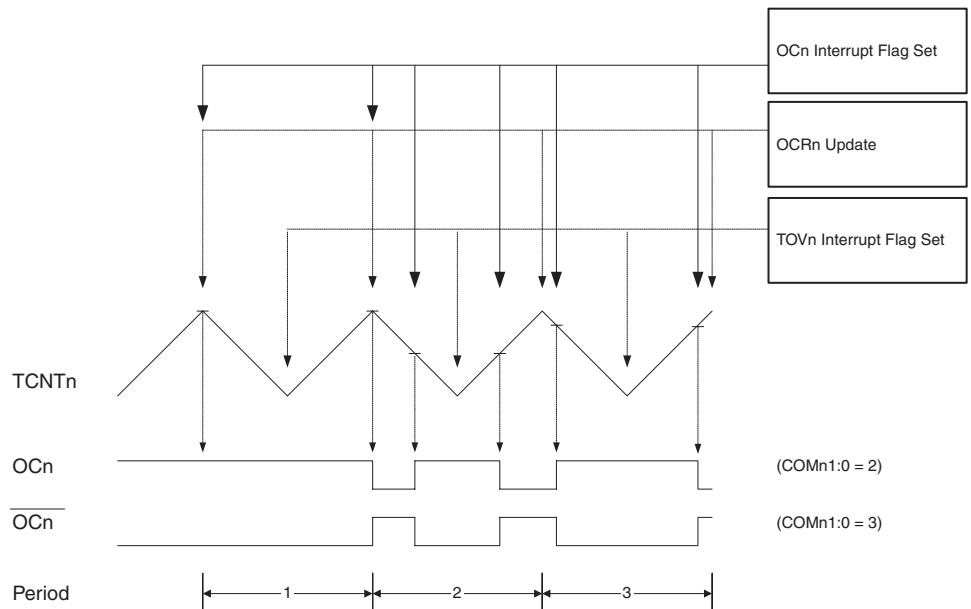 OCn Interrupt Flag Set
OCRn Update
TOVn Interrupt Flag Set
TCNTn
OCn
(COMn1:0 = 2)
OCn
(COMn1:0 = 3)
Period
1
2
3